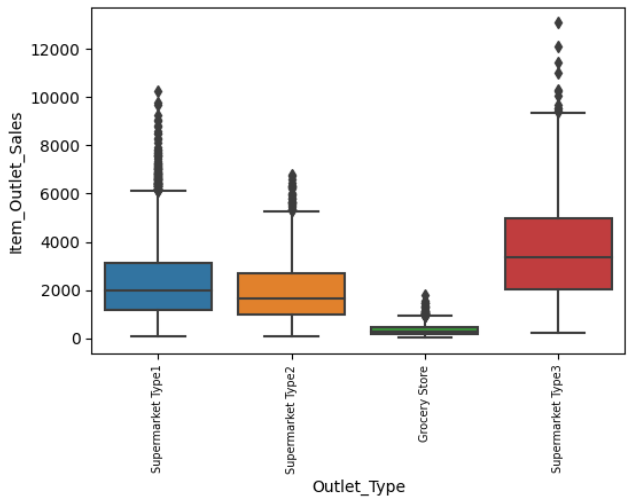 Item_Outlet_Sales
12000
10000
8000
6000
4000
2000
0
Supermarket Type1
Supermarket Type2
Grocery Store
Supermarket Type3
Outlet_Type